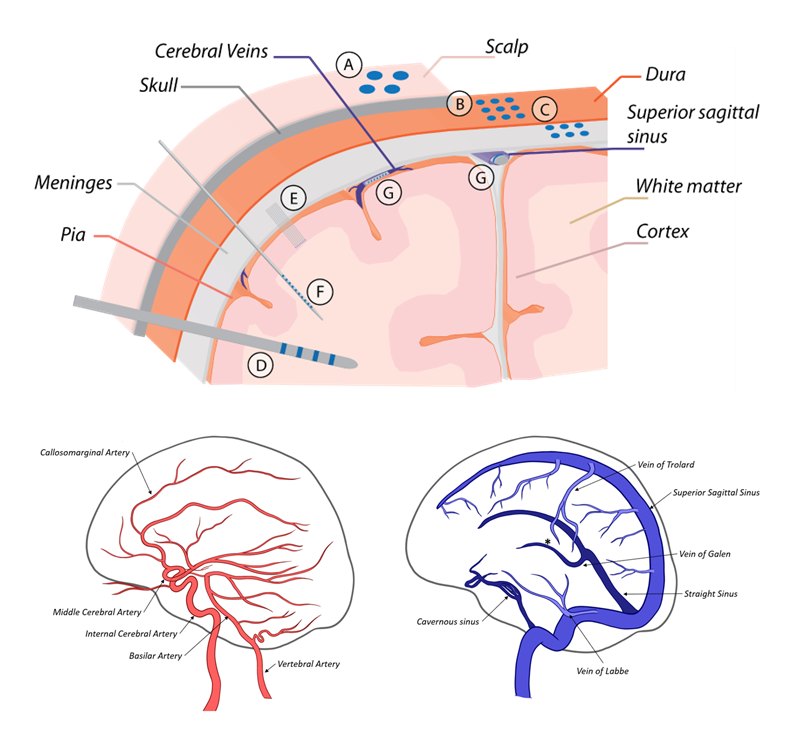 Cerebral Veins
A
Scalp
Skull
B
C
Dura
Superior sagittal
sinus
Meninges
E
G
G
White matter
Pia
Cortex
F
D
Callosomarginal Artery
Middle Cerebral Artery
Internal Cerebral Artery
Basilar Artery
Vertebral Artery
Vein of Trolard
Superior Sagittal Sinus
*
Vein of Galen
Straight Sinus
Cavernous sinus
Vein of Labbe